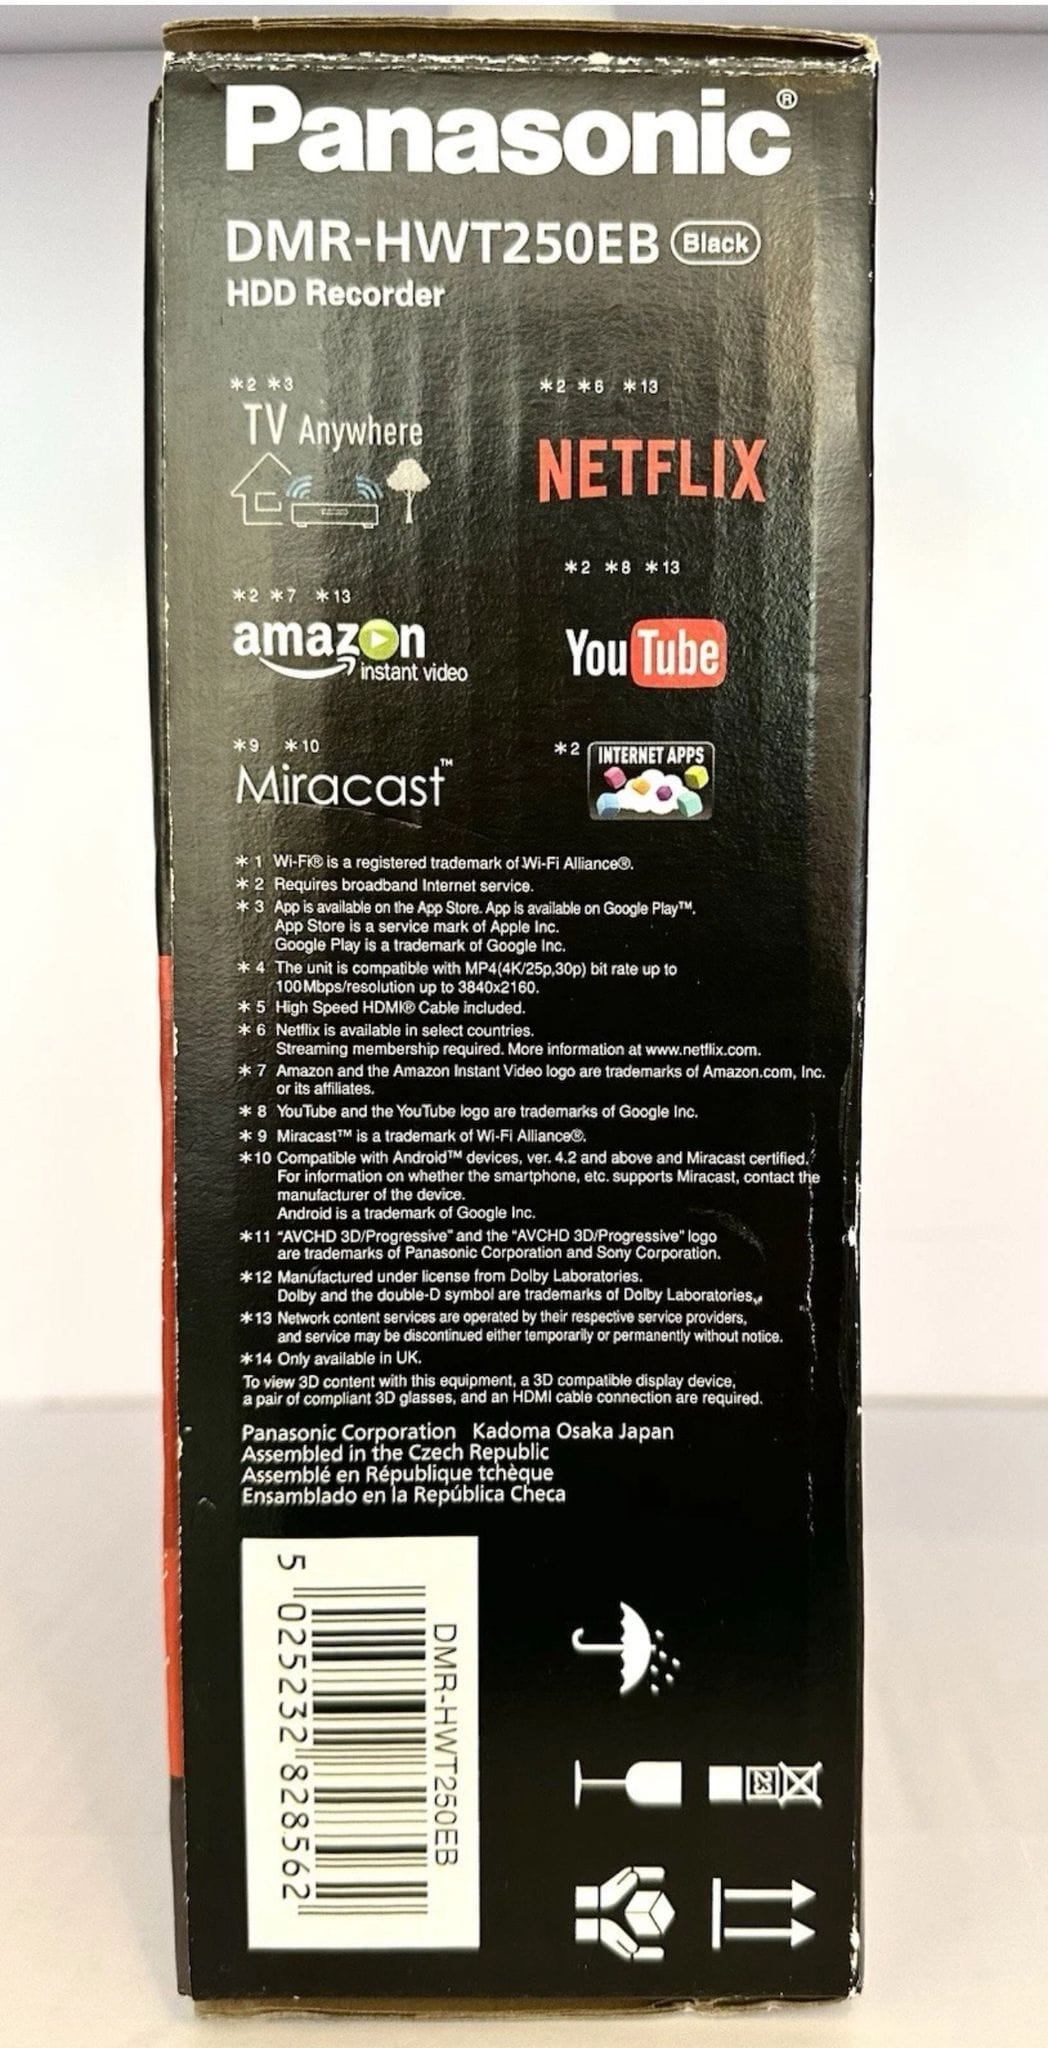 Panasonic®
DMR-HWT250EB Black
HDD Recorder
*2 *3
TV Anywhere
*2 *6 *13
NETFLIX
*2 *7 *13
amazon
instant video
*2 *8 *13
YouTube
*9 *10
Miracast™
*2 INTERNET APPS
*1 Wi-Fi® is a registered trademark of Wi-Fi Alliance®.
*2 Requires broadband Internet service.
*3 App is available on the App Store. App is available on Google Play™.
App Store is a service mark of Apple Inc.
Google Play is a trademark of Google Inc.
*4 The unit is compatible with MP4(4K/25p,30p) bit rate up to
100Mbps/resolution up to 3840x2160.
*5 High Speed HDMI® Cable included.
*6 Netflix is available in select countries.
Streaming membership required. More information at www.netflix.com.
*7 Amazon and the Amazon Instant Video logo are trademarks of Amazon.com, Inc.
or its affiliates.
*8 YouTube and the YouTube logo are trademarks of Google Inc.
*9 Miracast™ is a trademark of Wi-Fi Alliance®.
*10 Compatible with Android™ devices, ver. 4.2 and above and Miracast certified.
For information on whether the smartphone, etc. supports Miracast, contact the
manufacturer of the device.
Android is a trademark of Google Inc.
*11 "AVCHD 3D/Progressive" and the "AVCHD 3D/Progressive" logo
are trademarks of Panasonic Corporation and Sony Corporation.
*12 Manufactured under license from Dolby Laboratories.
Dolby and the double-D symbol are trademarks of Dolby Laboratories.
*13 Network content services are operated by their respective service providers,
and service may be discontinued either temporarily or permanently without notice.
*14 Only available in UK.
To view 3D content with this equipment, a 3D compatible display device,
a pair of compliant 3D glasses, and an HDMI cable connection are required.
Panasonic Corporation Kadoma Osaka Japan
Assembled in the Czech Republic
Assemblé en République tchèque
Ensamblado en la República Checa
DMR-HWT250EB
5 025232 828562